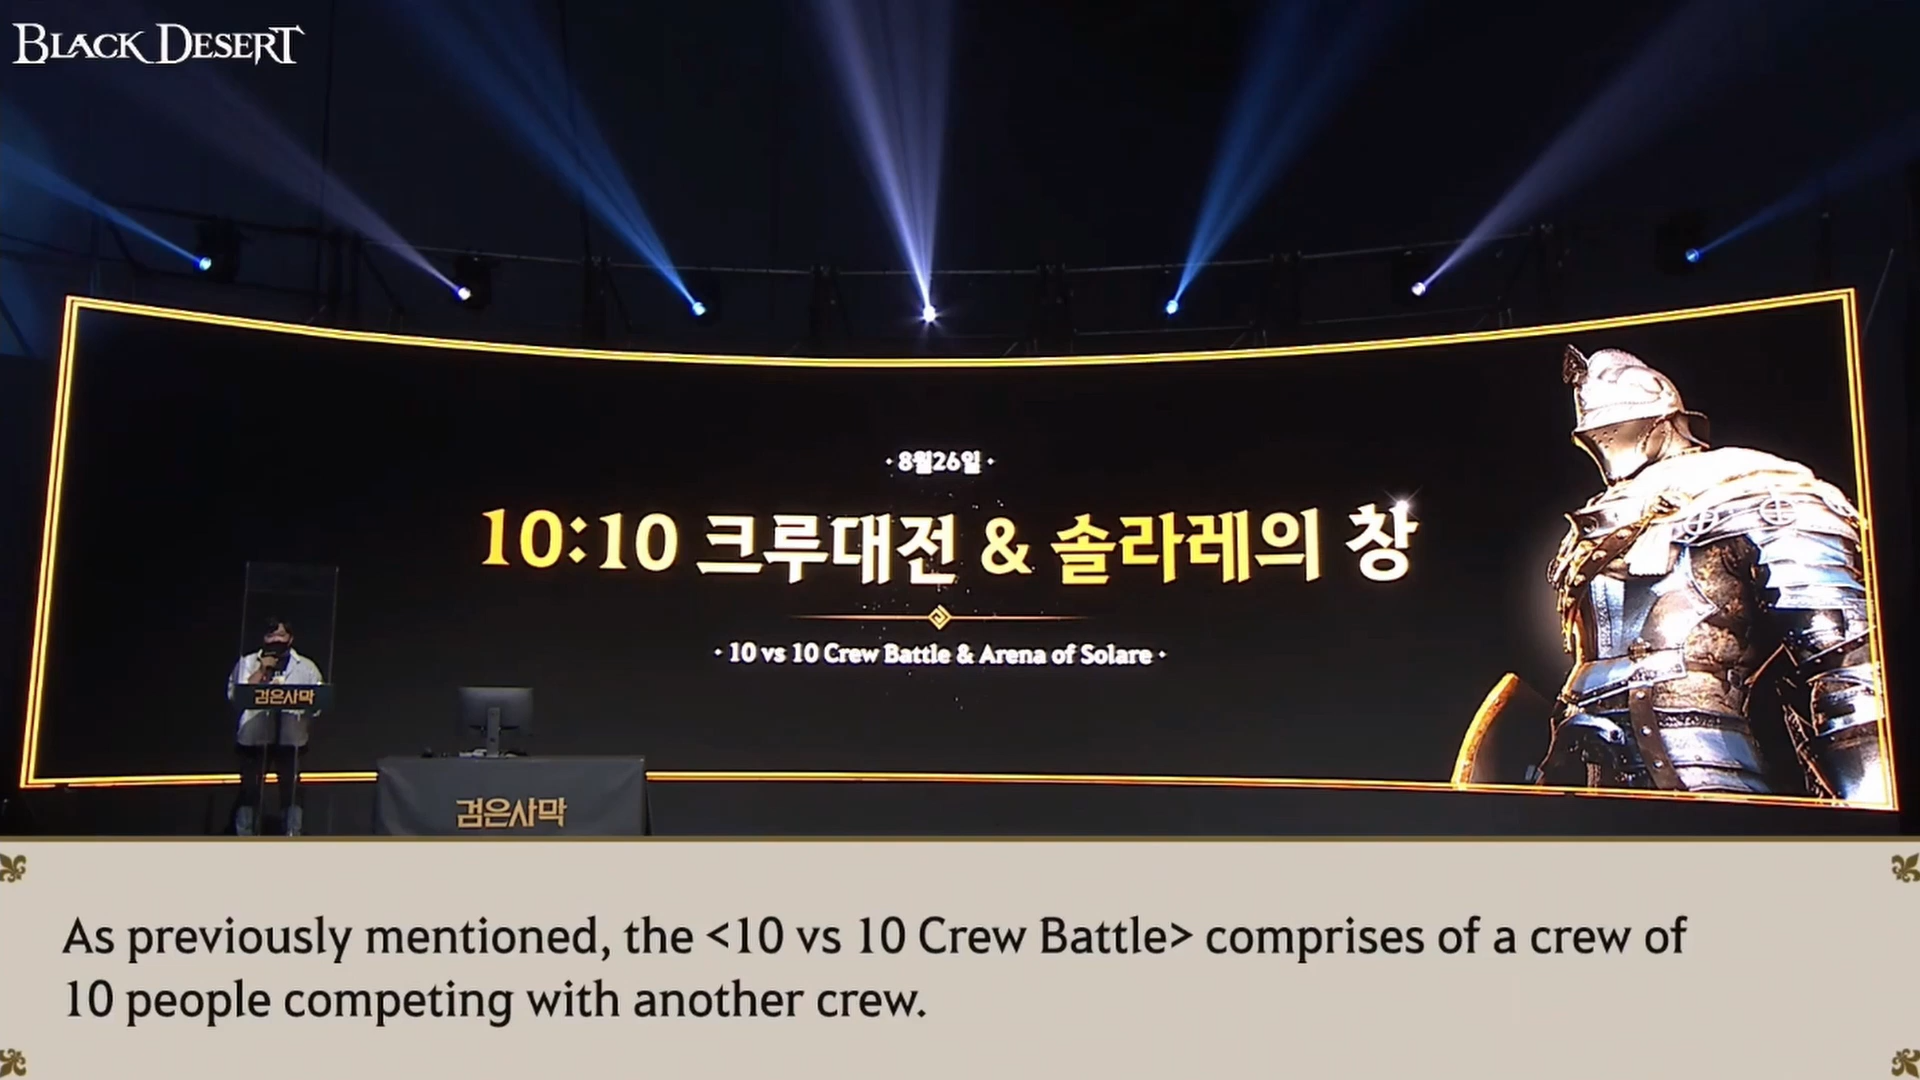 BLACK DESERT
· 8월26일 ·
10:10 크루대전 & 솔라레의 창
· 10 vs 10 Crew Battle & Arena of Solare ·
검은사막
검은사막
As previously mentioned, the <10 vs 10 Crew Battle> comprises of a crew of
10 people competing with another crew.